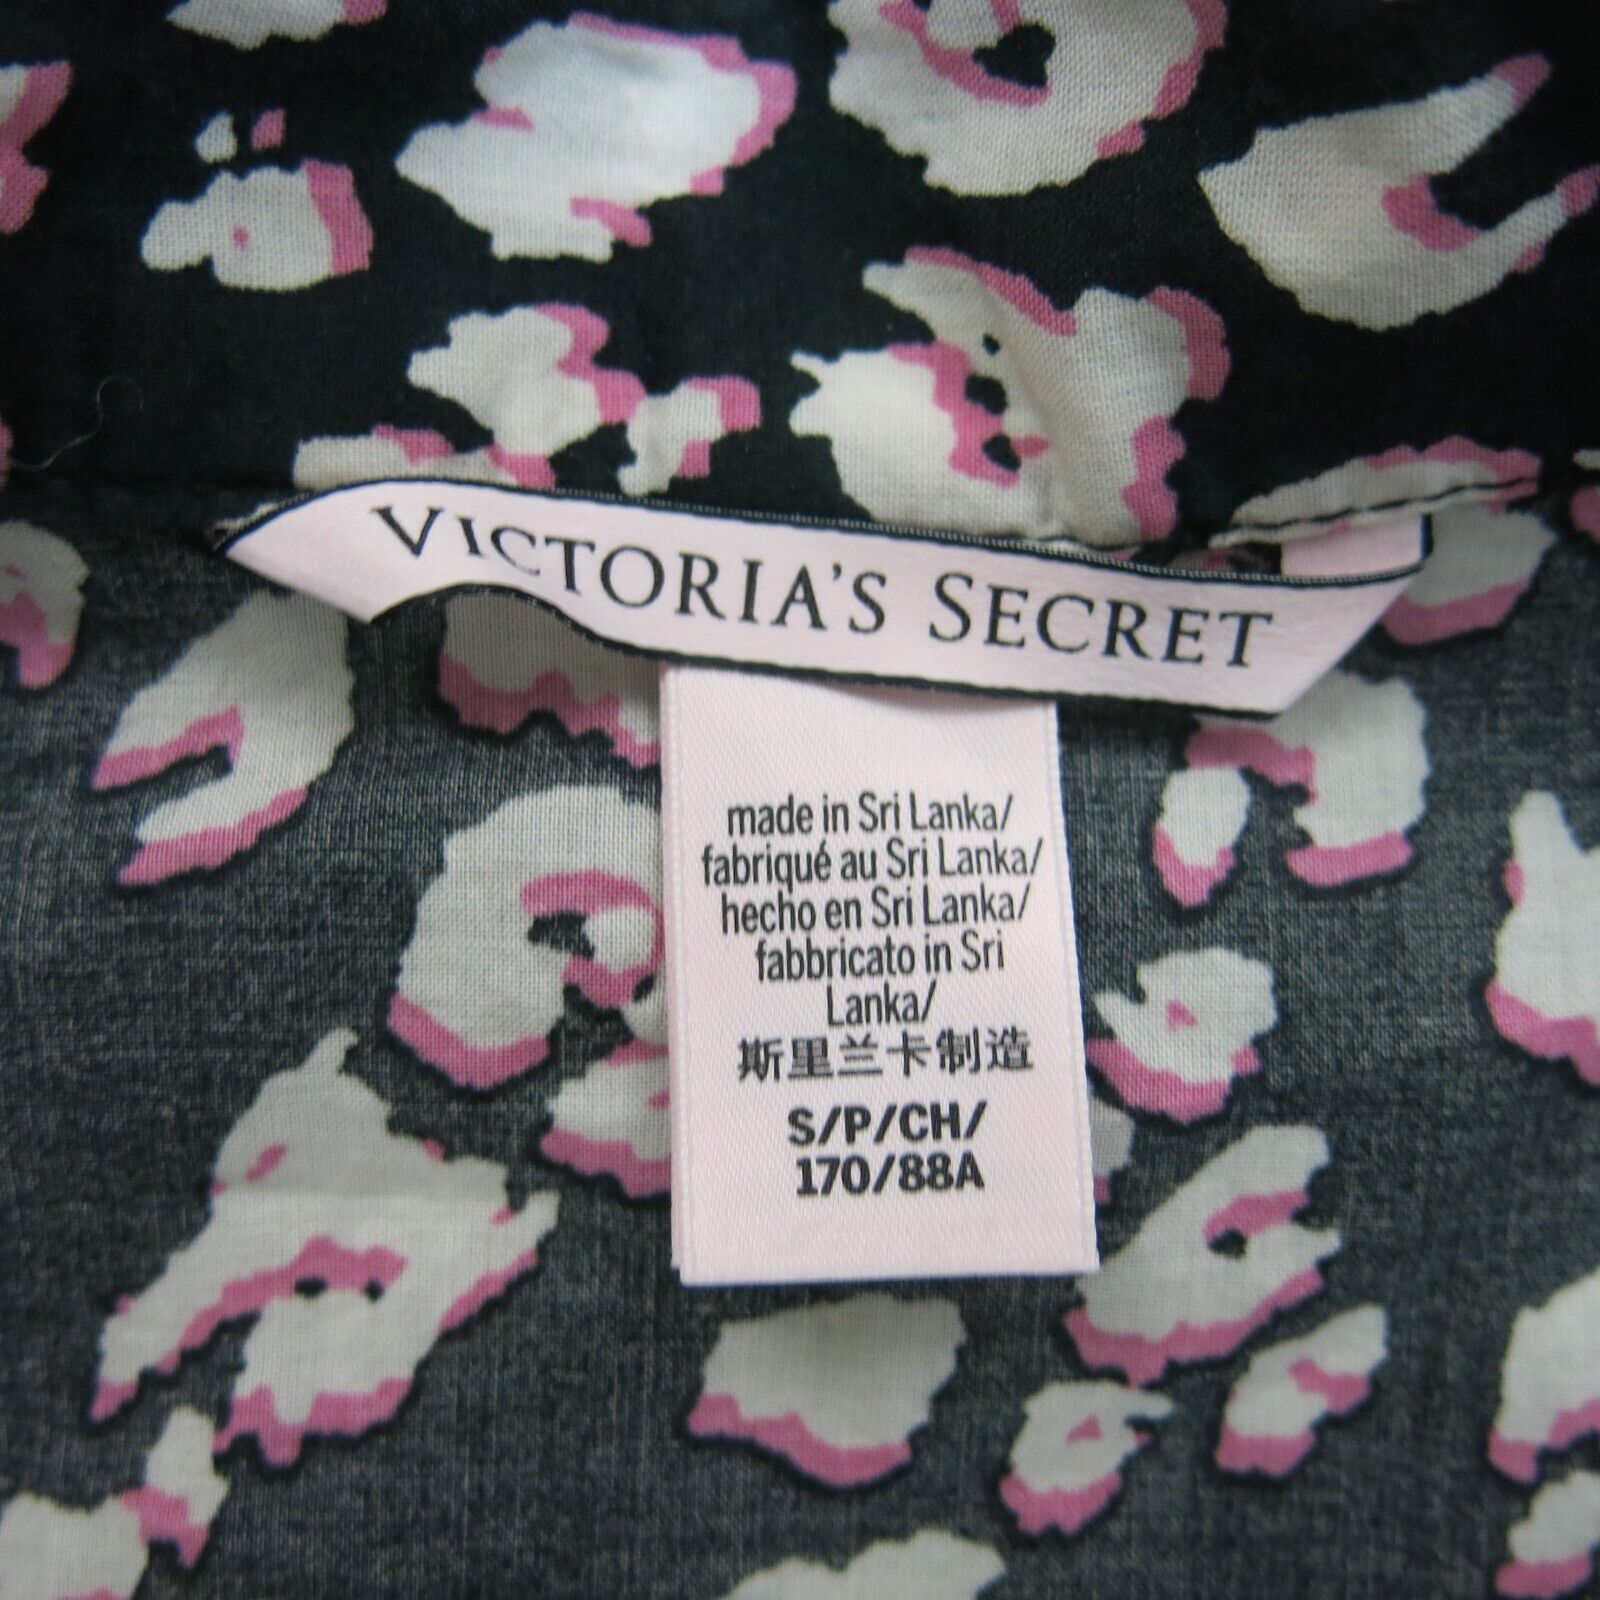 VICTORIA'S SECRET
made in Sri Lanka/
fabriqué au Sri Lanka/
hecho en Sri Lanka/
fabbricato in Sri
Lanka/
斯里兰卡制造
S/P/CH/
170/88A